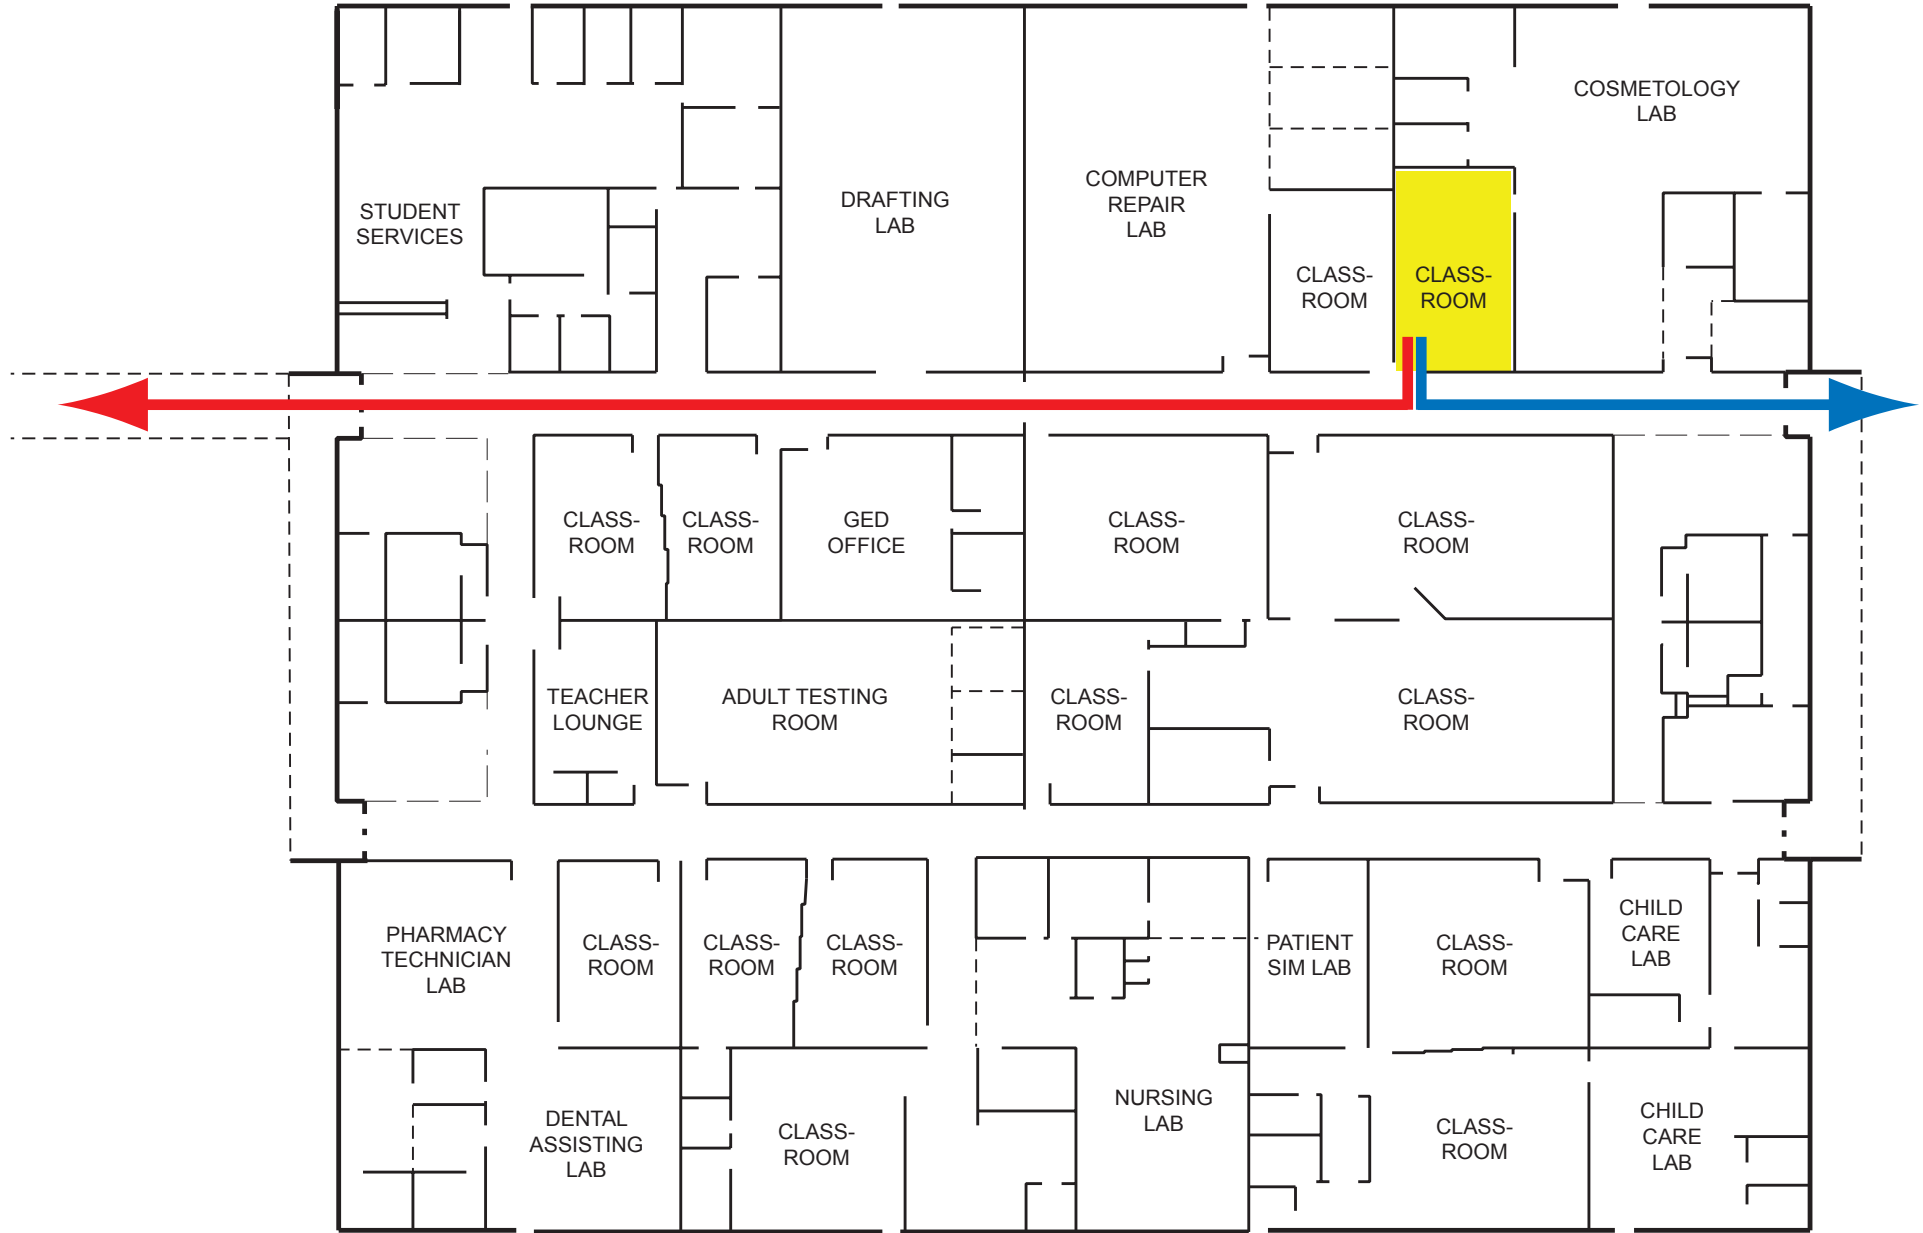 COSMETOLOGY
LAB
STUDENT
SERVICES
DRAFTING
LAB
COMPUTER
REPAIR
LAB
CLASS-
ROOM
CLASS-
ROOM
CLASS-
ROOM
CLASS-
ROOM
GED
OFFICE
CLASS-
ROOM
CLASS-
ROOM
TEACHER
LOUNGE
ADULT TESTING
ROOM
CLASS-
ROOM
CLASS-
ROOM
PHARMACY
TECHNICIAN
LAB
CLASS-
ROOM
CLASS-
ROOM
CLASS-
ROOM
PATIENT
SIM LAB
CLASS-
ROOM
CHILD
CARE
LAB
DENTAL
ASSISTING
LAB
CLASS-
ROOM
NURSING
LAB
CLASS-
ROOM
CHILD
CARE
LAB